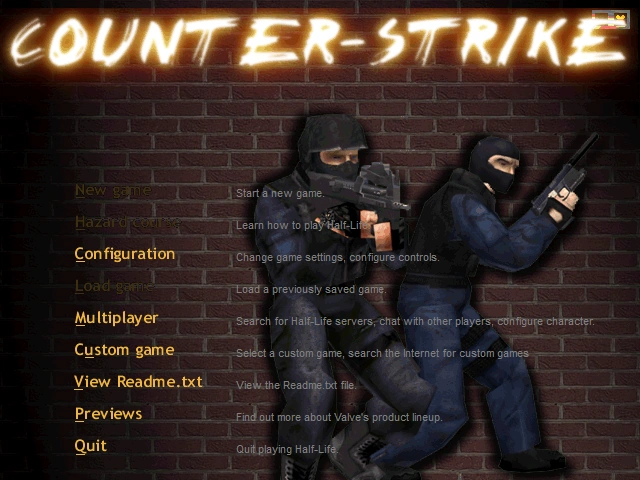 COUNTER-STRIKE
New game Start a new game.
Hazard course Learn how to play Half-Life.
Configuration Change game settings, configure controls.
Load game Load a previously saved game.
Multiplayer Search for Half-Life servers, chat with other players, configure character.
Custom game Select a custom game, search the Internet for custom games
View Readme.txt View the Readme.txt file.
Previews Find out more about Valve's product lineup.
Quit Quit playing Half-Life.